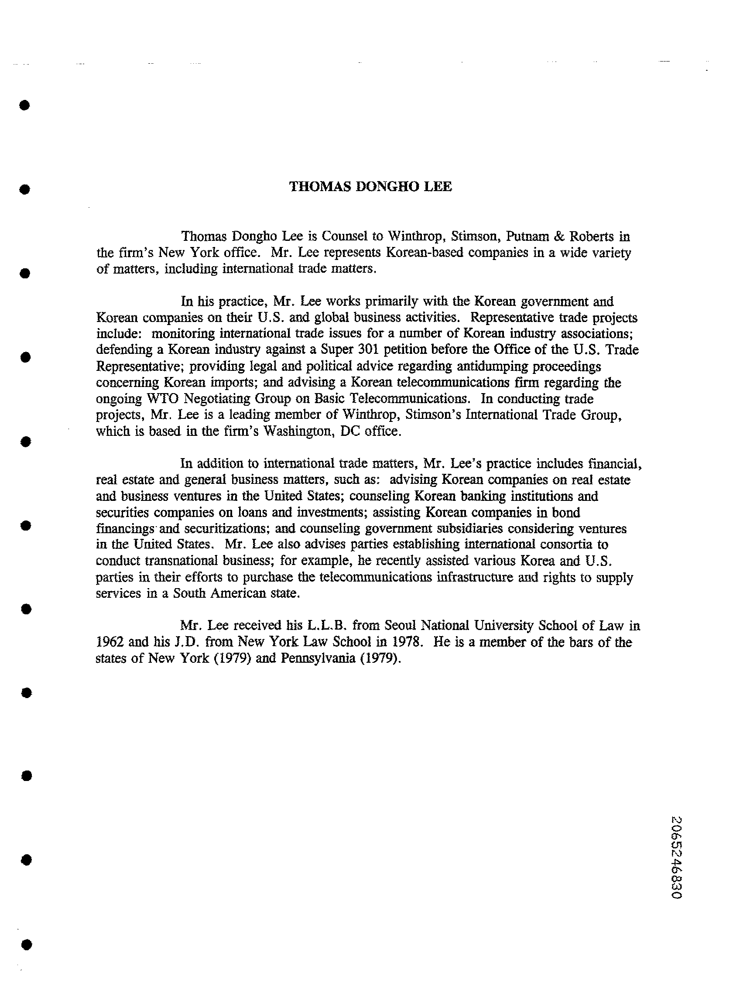 THOMAS DONGHO LEE
Thomas Dongho Lee is Counsel to Winthrop, Stimson, Putnam & Roberts in
the firm's New York office. Mr. Lee represents Korean-based companies in a wide variety
of matters, including international trade matters.
In his practice, Mr. Lee works primarily with the Korean government and
Korean companies on their U.S. and global business activities. Representative trade projects
include: monitoring international trade issues for a number of Korean industry associations;
defending a Korean industry against a Super 301 petition before the Office of the U.S. Trade
Representative; providing legal and political advice regarding antidumping proceedings
concerning Korean imports; and advising a Korean telecommunications firm regarding the
ongoing WTO Negotiating Group on Basic Telecommunications. In conducting trade
projects, Mr. Lee is a leading member of Winthrop, Stimson's International Trade Group,
which is based in the firm's Washington, DC office.
In addition to international trade matters, Mr. Lee's practice includes financial,
real estate and general business matters, such as: advising Korean companies on real estate
and business ventures in the United States; counseling Korean banking institutions and
securities companies on loans and investments; assisting Korean companies in bond
financings and securitizations; and counseling government subsidiaries considering ventures
in the United States. Mr. Lee also advises parties establishing international consortia to
conduct transnational business; for example, he recently assisted various Korea and U.S.
parties in their efforts to purchase the telecommunications infrastructure and rights to supply
services in a South American state.
Mr. Lee received his L.L.B. from Seoul National University School of Law in
1962 and his J.D. from New York Law School in 1978. He is a member of the bars of the
states of New York (1979) and Pennsylvania (1979).
2065246830